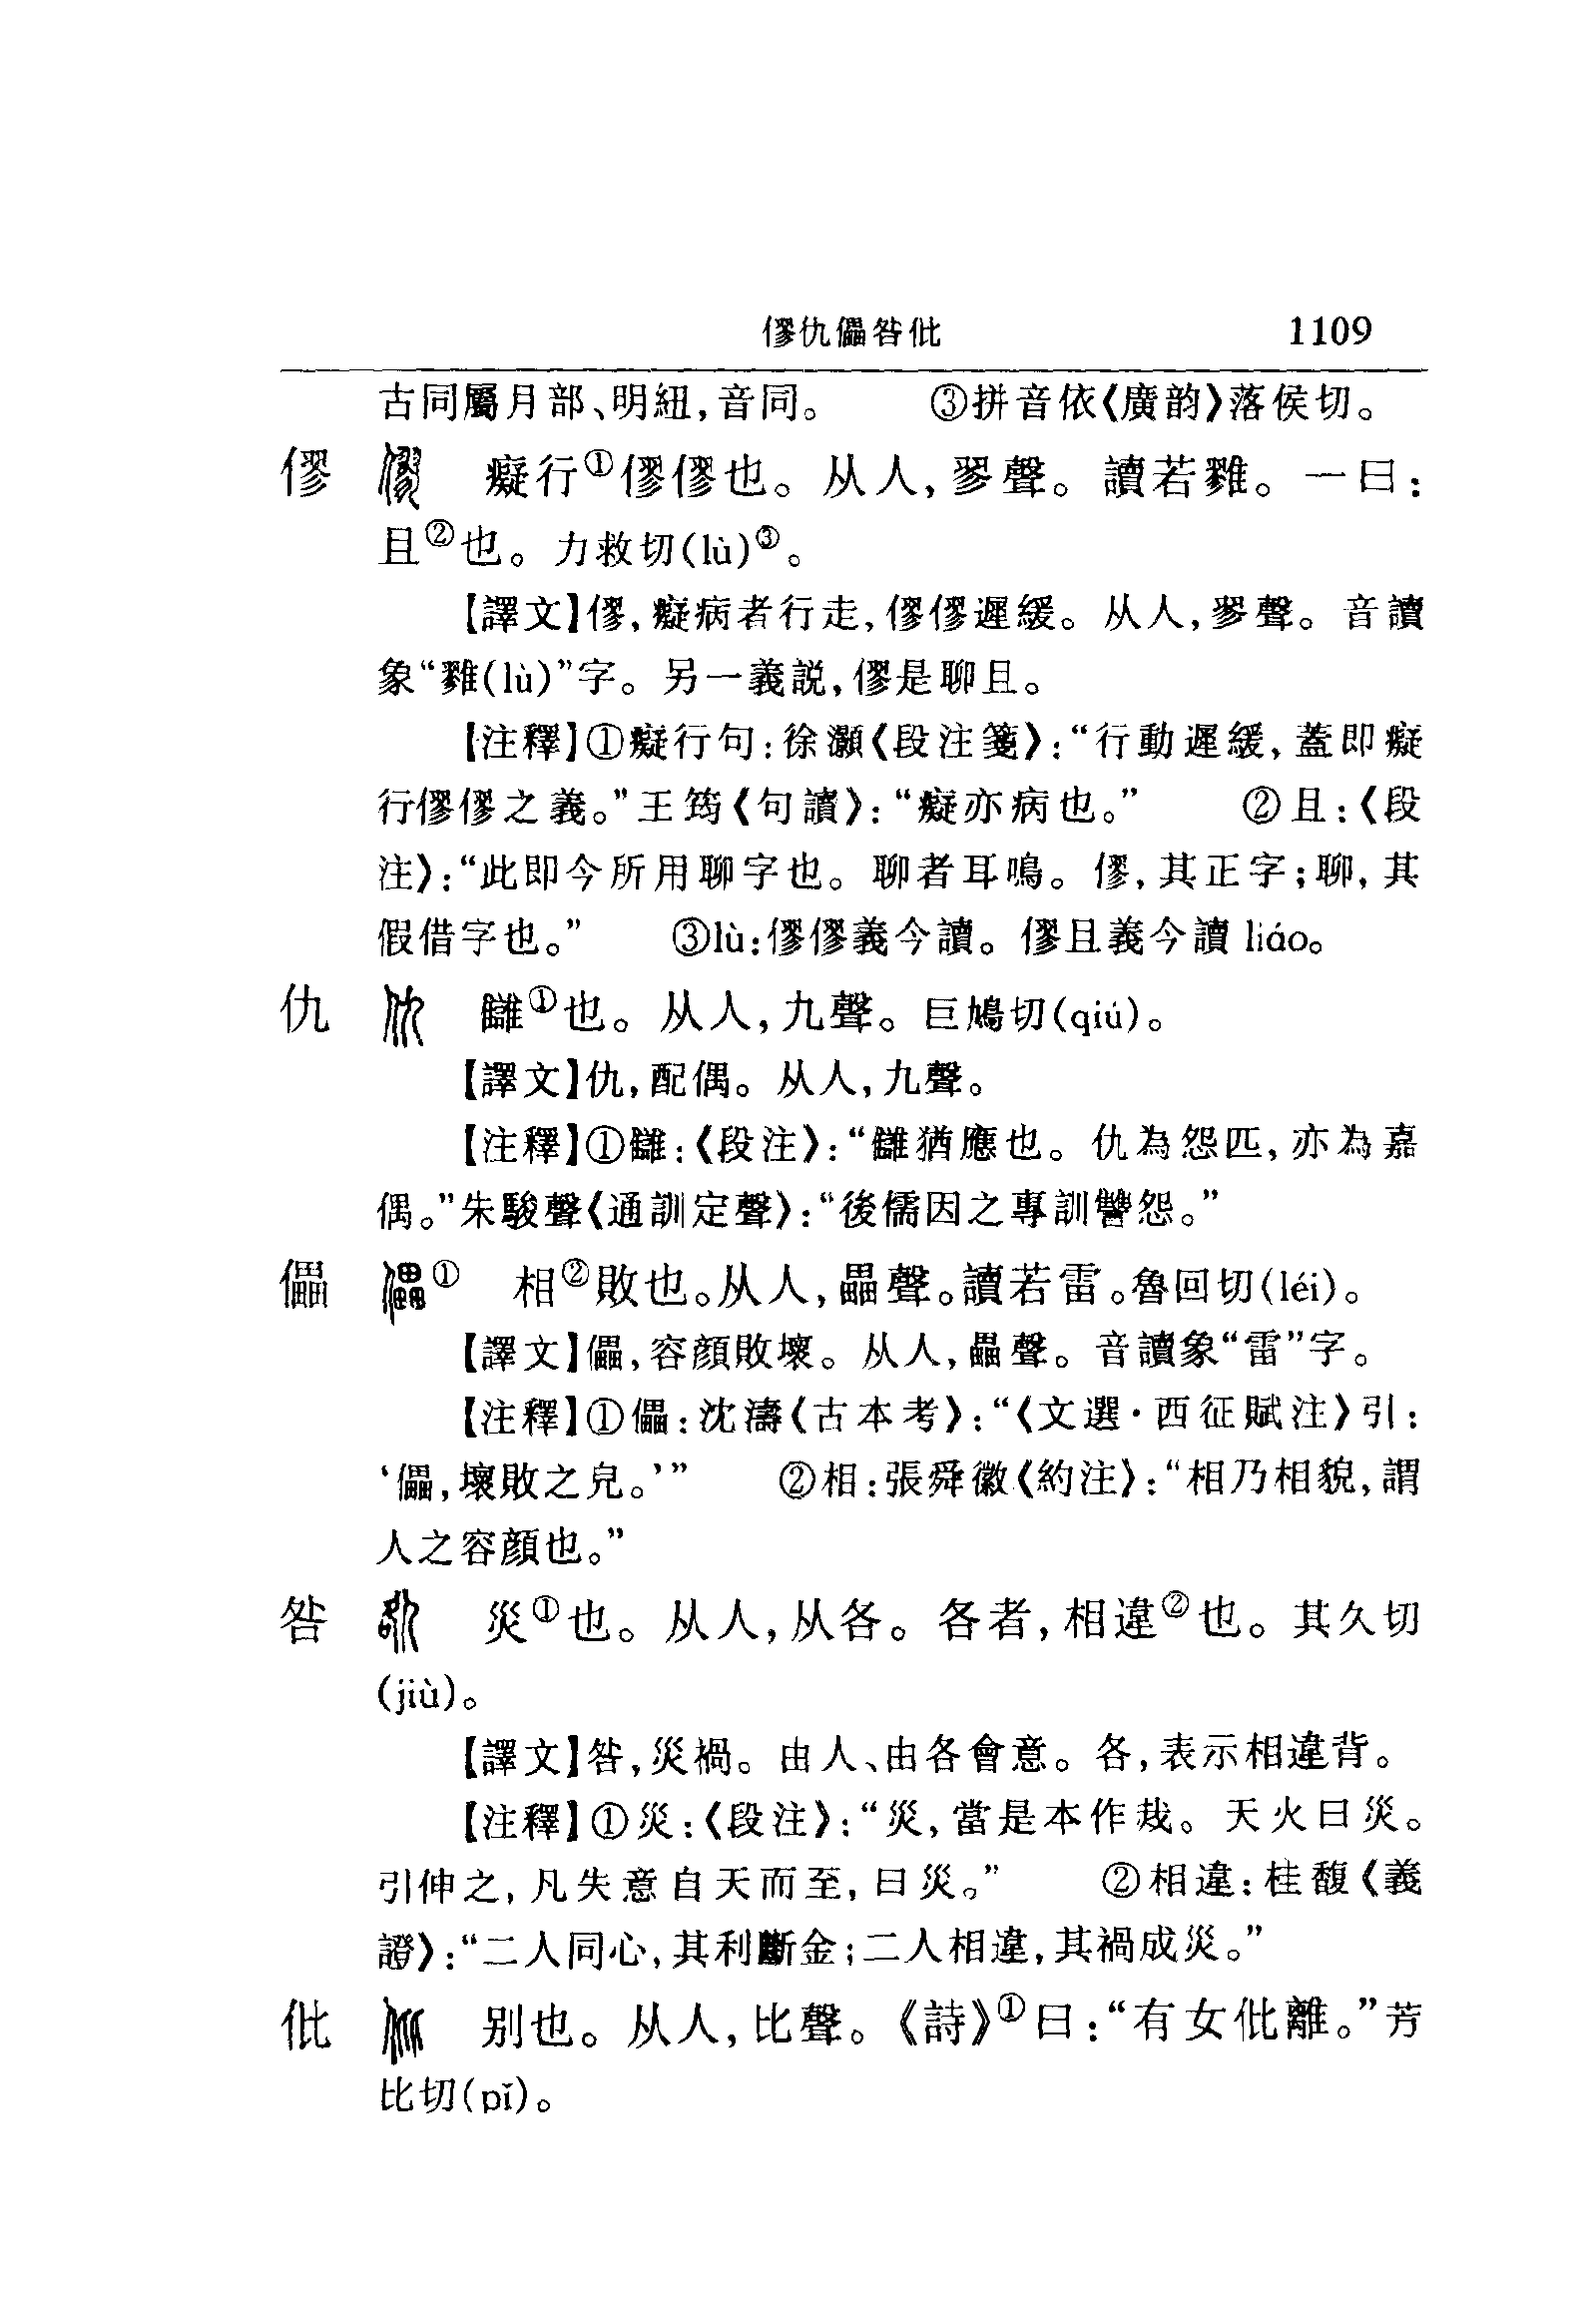 僇仇儡咎仳 1109
古同屬月部、明紐,音同。 ③拼音依《廣韵》落侯切。
僇 癡行①僇僇也。从人,翏聲。讀若雡。一曰:
且②也。力救切(lù)③。
【譯文】僇,癡病者行走,僇僇遲緩。从人,翏聲。音讀
象“雡(lù)”字。另一義説,僇是聊且。
【注釋】①癡行句:徐灝《段注箋》:“行動遲緩,蓋即癡
行僇僇之義。”王筠《句讀》:“癡亦病也。” ②且:《段
注》:“此即今所用聊字也。聊者耳鳴。僇,其正字;聊,其
假借字也。” ③lù:僇僇義今讀。僇且義今讀 liáo。
仇 讎①也。从人,九聲。巨鳩切(qiú)。
【譯文】仇,配偶。从人,九聲。
【注釋】①讎:《段注》:“讎猶應也。仇為怨匹,亦為嘉
偶。”朱駿聲《通訓定聲》:“後儒因之專訓讐怨。”
儡 ① 相②敗也。从人,畾聲。讀若雷。魯回切(léi)。
【譯文】儡,容顔敗壞。从人,畾聲。音讀象“雷”字。
【注釋】①儡:沈濤《古本考》:“《文選·西征賦注》引:
‘儡,壞敗之皃。’” ②相:張舜徽《約注》:“相乃相貌,謂
人之容顔也。”
咎 災①也。从人,从各。各者,相違②也。其久切
(jiù)。
【譯文】咎,災禍。由人、由各會意。各,表示相違背。
【注釋】①災:《段注》:“災,當是本作烖。天火曰災。
引伸之,凡失意自天而至,曰災。” ②相違:桂馥《義
證》:“二人同心,其利斷金;二人相違,其禍成災。”
仳 别也。从人,比聲。《詩》①曰:“有女仳離。”芳
比切(pǐ)。